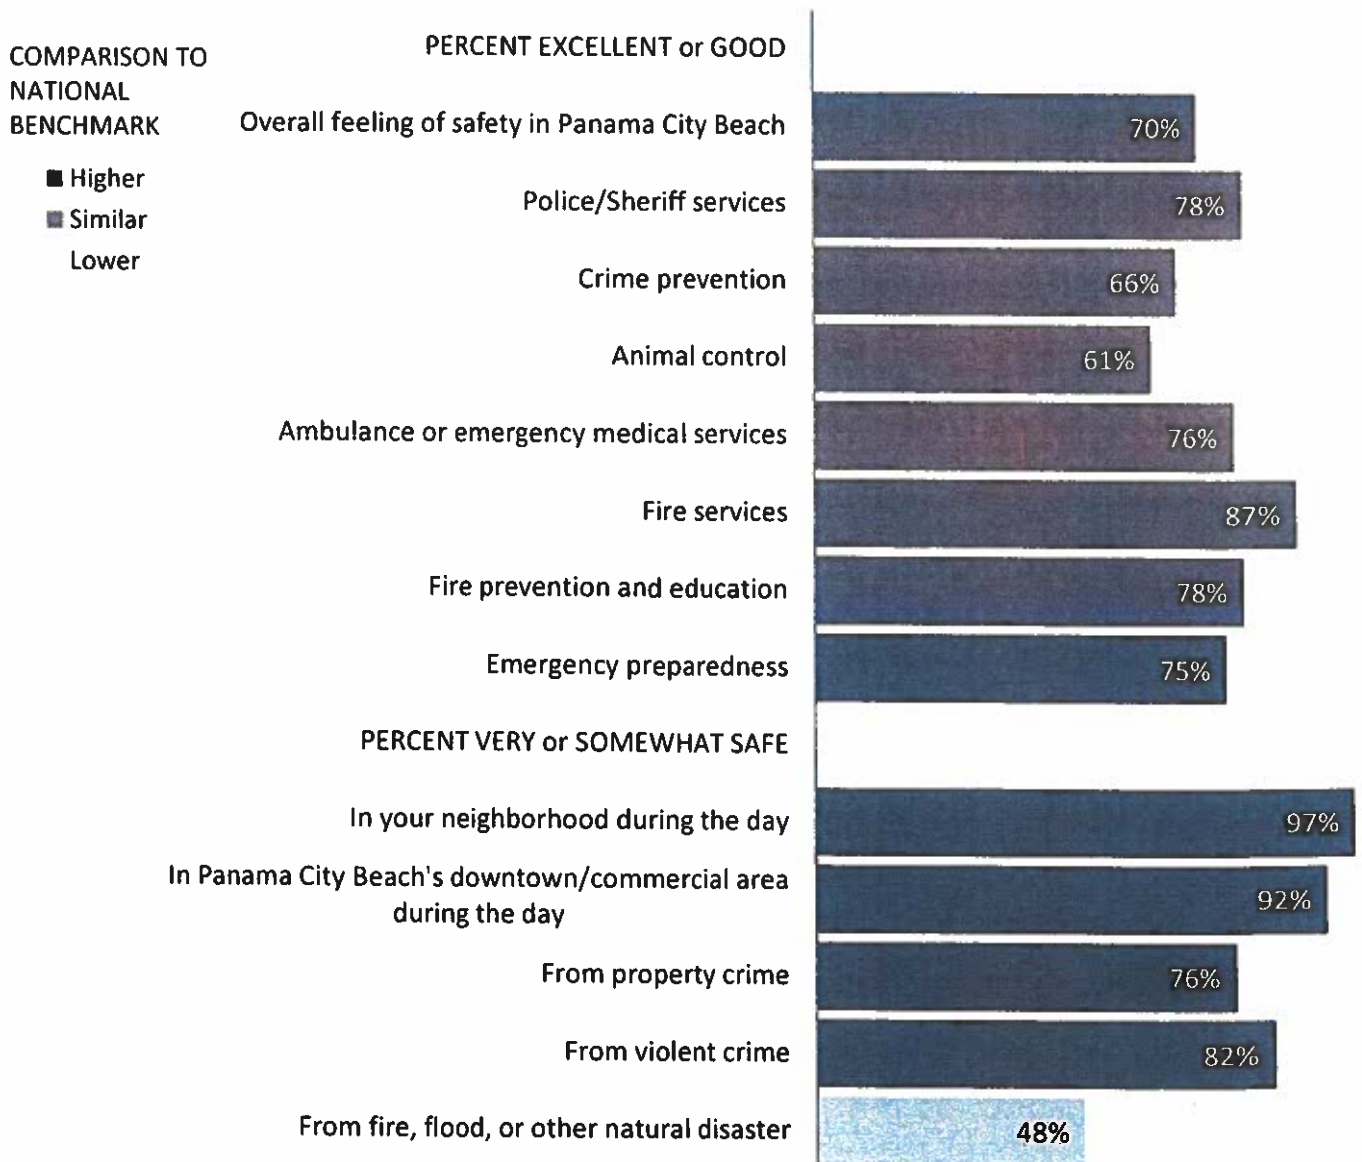 COMPARISON TO
NATIONAL
BENCHMARK
Higher
Similar
Lower
PERCENT EXCELLENT or GOOD
Overall feeling of safety in Panama City Beach 70%
Police/Sheriff services 78%
Crime prevention 66%
Animal control 61%
Ambulance or emergency medical services 76%
Fire services 87%
Fire prevention and education 78%
Emergency preparedness 75%
PERCENT VERY or SOMEWHAT SAFE
In your neighborhood during the day 97%
In Panama City Beach's downtown/commercial area
during the day 92%
From property crime 76%
From violent crime 82%
From fire, flood, or other natural disaster 48%